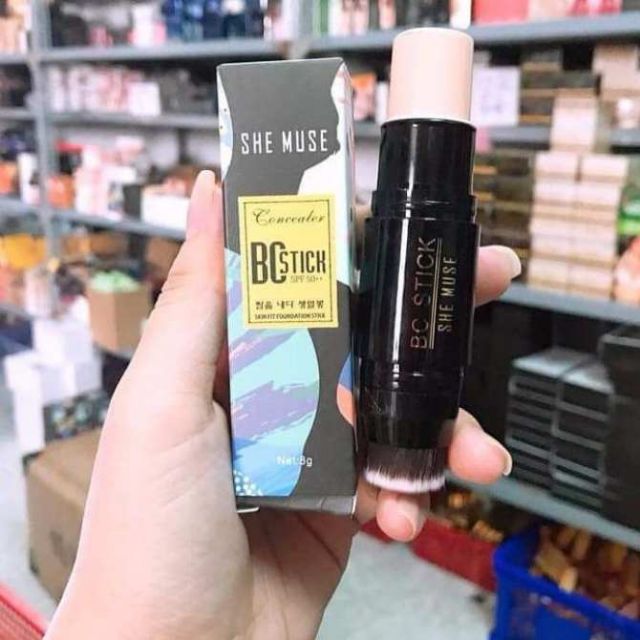 SHE MUSE
Concealer
BC STICK
SPF 50++
SKIN FIT FOUNDATION STICK
Net:8g
BC STICK
SHE MUSE